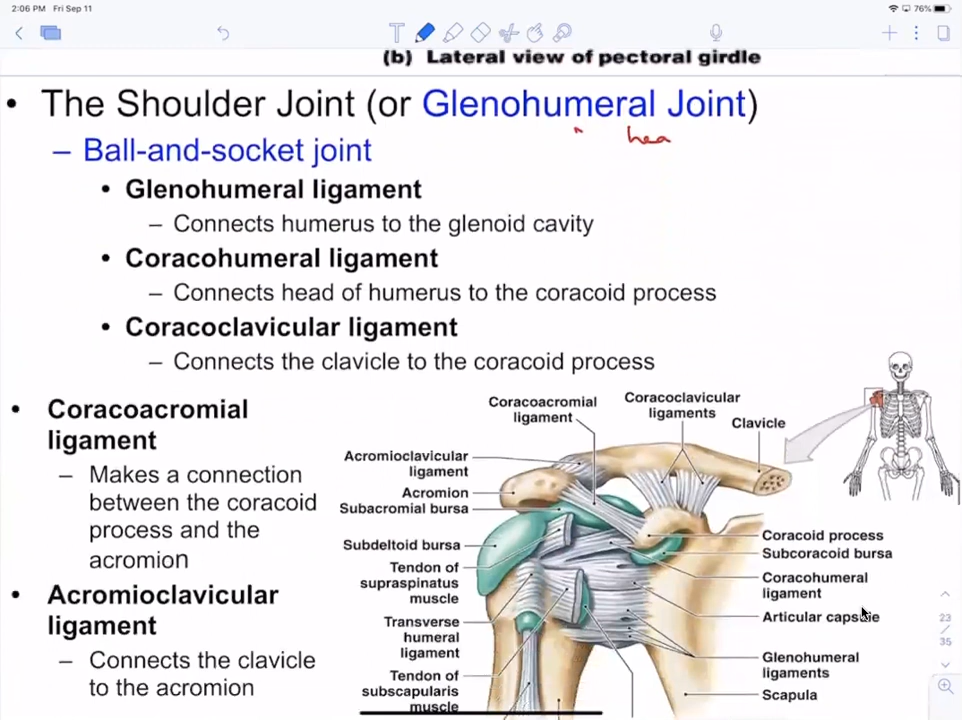 2:06 PM Fri Sep 11
76%
T
(b) Lateral view of pectoral girdle
• The Shoulder Joint (or Glenohumeral Joint)
hea
– Ball-and-socket joint
• Glenohumeral ligament
– Connects humerus to the glenoid cavity
• Coracohumeral ligament
– Connects head of humerus to the coracoid process
• Coracoclavicular ligament
– Connects the clavicle to the coracoid process
• Coracoacromial
ligament
– Makes a connection
between the coracoid
process and the
acromion
• Acromioclavicular
ligament
– Connects the clavicle
to the acromion
Coracoacromial
ligament
Coracoclavicular
ligaments
Clavicle
Acromioclavicular
ligament
Acromion
Subacromial bursa
Subdeltoid bursa
Tendon of
supraspinatus
muscle
Transverse
humeral
ligament
Tendon of
subscapularis
muscle
Coracoid process
Subcoracoid bursa
Coracohumeral
ligament
Articular capsule
Glenohumeral
ligaments
Scapula
23
/
35